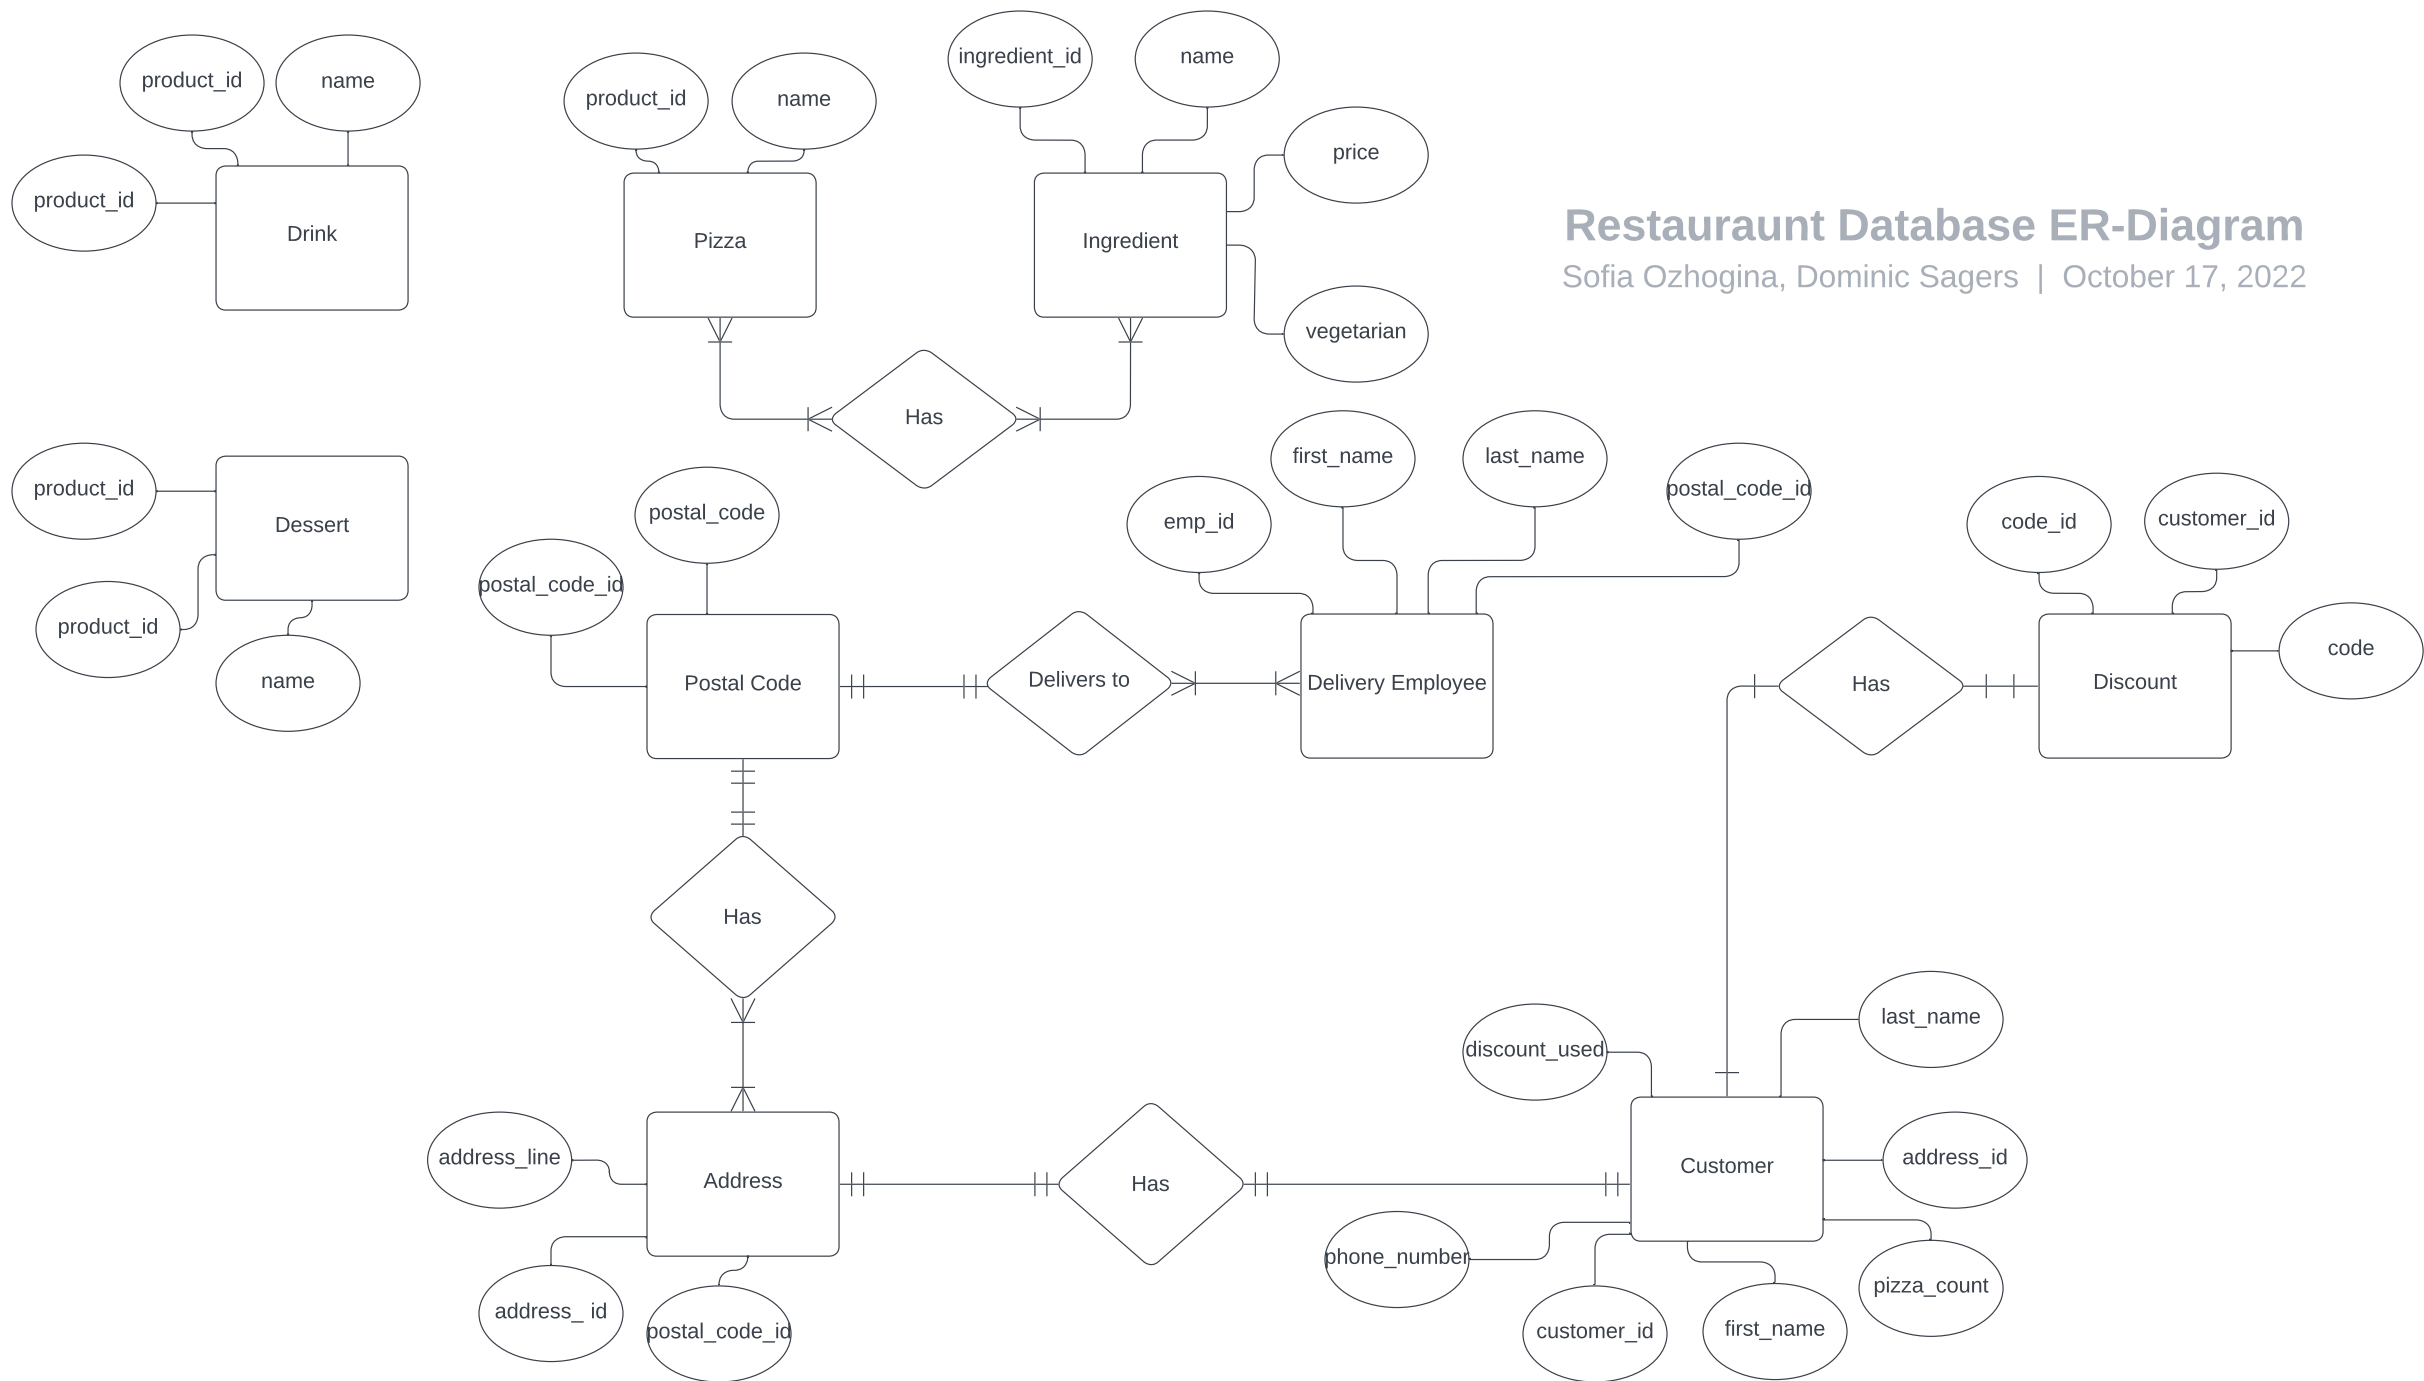 ingredient_id
name
product_id
name
product_id
name
price
product_id
Drink
Pizza
Ingredient
Restauraunt Database ER-Diagram
Sofia Ozhogina, Dominic Sagers | October 17, 2022
vegetarian
Has
first_name
last_name
postal_code_id
product_id
Dessert
postal_code
emp_id
code_id
customer_id
postal_code_id
product_id
name
Postal Code
Delivers to
Delivery Employee
Has
Discount
code
Has
last_name
discount_used
address_line
Address
Has
Customer
address_id
phone_number
pizza_count
address_ id
postal_code_id
customer_id
first_name